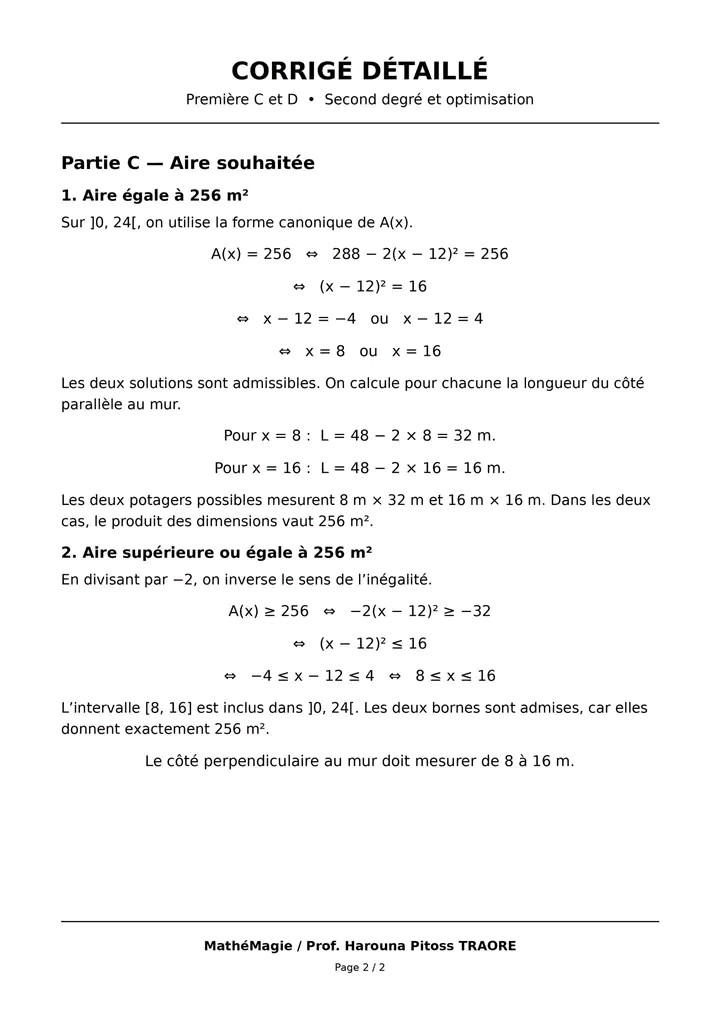 CORRIGÉ DÉTAILLÉ
Première C et D • Second degré et optimisation
Partie C — Aire souhaitée
1. Aire égale à 256 m²
Sur ]0, 24[, on utilise la forme canonique de A(x).
A(x) = 256 ⇔ 288 − 2(x − 12)² = 256
⇔ (x − 12)² = 16
⇔ x − 12 = −4 ou x − 12 = 4
⇔ x = 8 ou x = 16
Les deux solutions sont admissibles. On calcule pour chacune la longueur du côté
parallèle au mur.
Pour x = 8 : L = 48 − 2 × 8 = 32 m.
Pour x = 16 : L = 48 − 2 × 16 = 16 m.
Les deux potagers possibles mesurent 8 m × 32 m et 16 m × 16 m. Dans les deux
cas, le produit des dimensions vaut 256 m².
2. Aire supérieure ou égale à 256 m²
En divisant par −2, on inverse le sens de l’inégalité.
A(x) ≥ 256 ⇔ −2(x − 12)² ≥ −32
⇔ (x − 12)² ≤ 16
⇔ −4 ≤ x − 12 ≤ 4 ⇔ 8 ≤ x ≤ 16
L’intervalle [8, 16] est inclus dans ]0, 24[. Les deux bornes sont admises, car elles
donnent exactement 256 m².
Le côté perpendiculaire au mur doit mesurer de 8 à 16 m.
MathéMagie / Prof. Harouna Pitoss TRAORE
Page 2 / 2